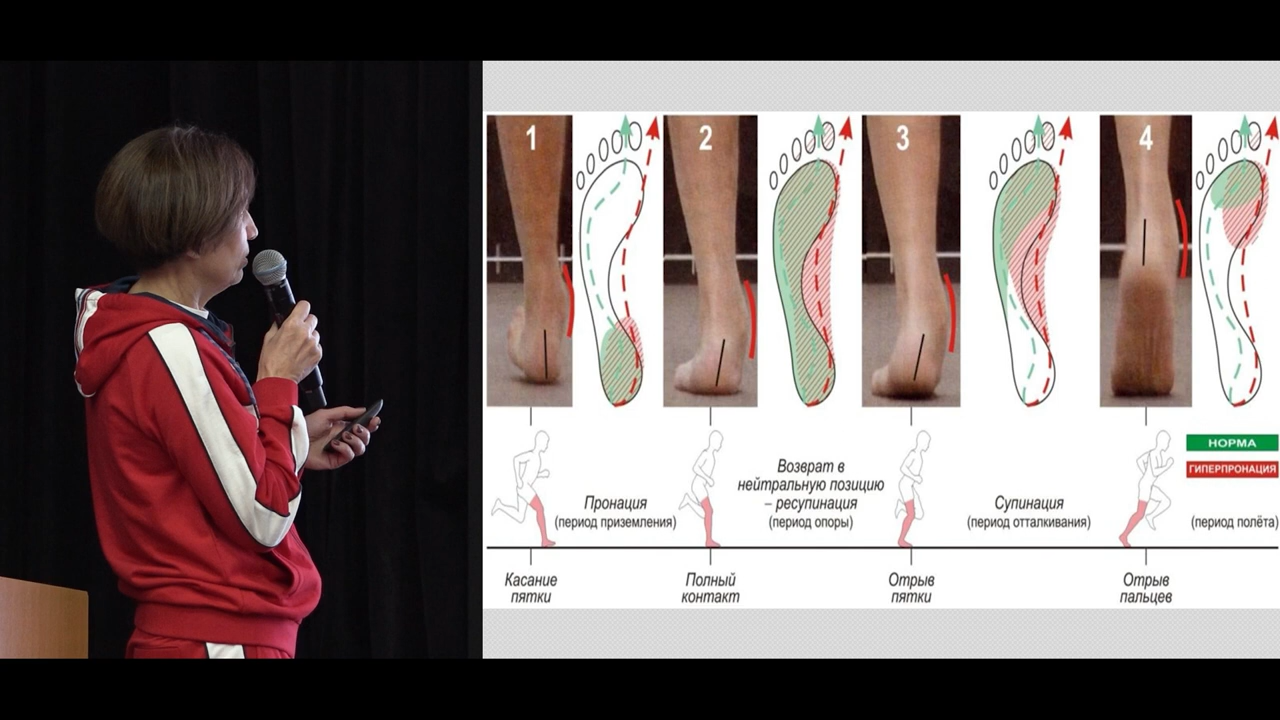 1
2
3
4
НОРМА
ГИПЕРПРОНАЦИЯ
Пронация
(период приземления)
Возврат в
нейтральную позицию
– ресупинация
(период опоры)
Супинация
(период отталкивания)
(период полёта)
Касание
пятки
Полный
контакт
Отрыв
пятки
Отрыв
пальцев